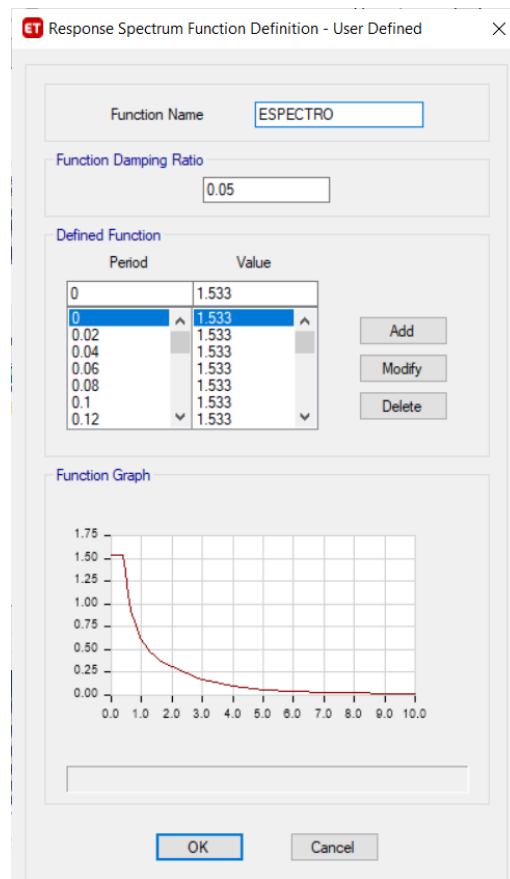 ET Response Spectrum Function Definition - User Defined
Function Name ESPECTRO
Function Damping Ratio
0.05
Defined Function
Period Value
0 1.533
0 1.533
0.02 1.533
0.04 1.533
0.06 1.533
0.08 1.533
0.1 1.533
0.12 1.533
Add
Modify
Delete
Function Graph
1.75
1.50
1.25
1.00
0.75
0.50
0.25
0.00
0.0 1.0 2.0 3.0 4.0 5.0 6.0 7.0 8.0 9.0 10.0
OK Cancel